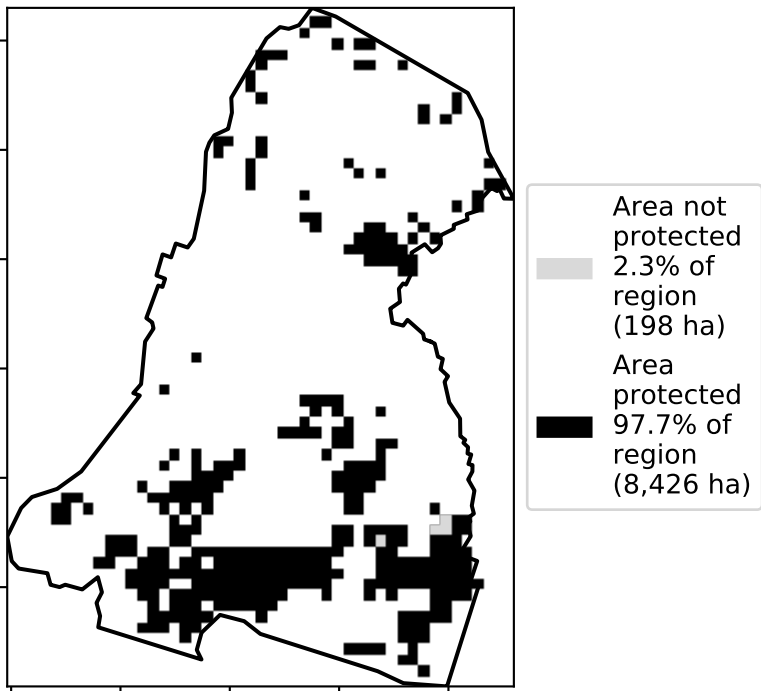 Area not
protected
2.3% of
region
(198 ha)
Area
protected
97.7% of
region
(8,426 ha)